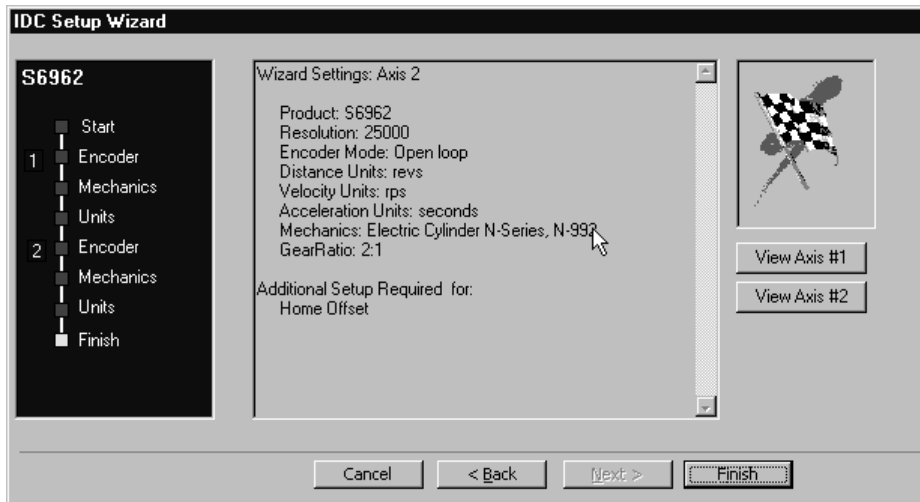 IDC Setup Wizard
S6962
Start
1
Encoder
Mechanics
Units
2
Encoder
Mechanics
Units
Finish
Wizard Settings: Axis 2
Product: S6962
Resolution: 25000
Encoder Mode: Open loop
Distance Units: revs
Velocity Units: rps
Acceleration Units: seconds
Mechanics: Electric Cylinder N-Series, N-992
GearRatio: 2:1
Additional Setup Required for:
Home Offset
View Axis #1
View Axis #2
Cancel
< Back
Next >
Finish